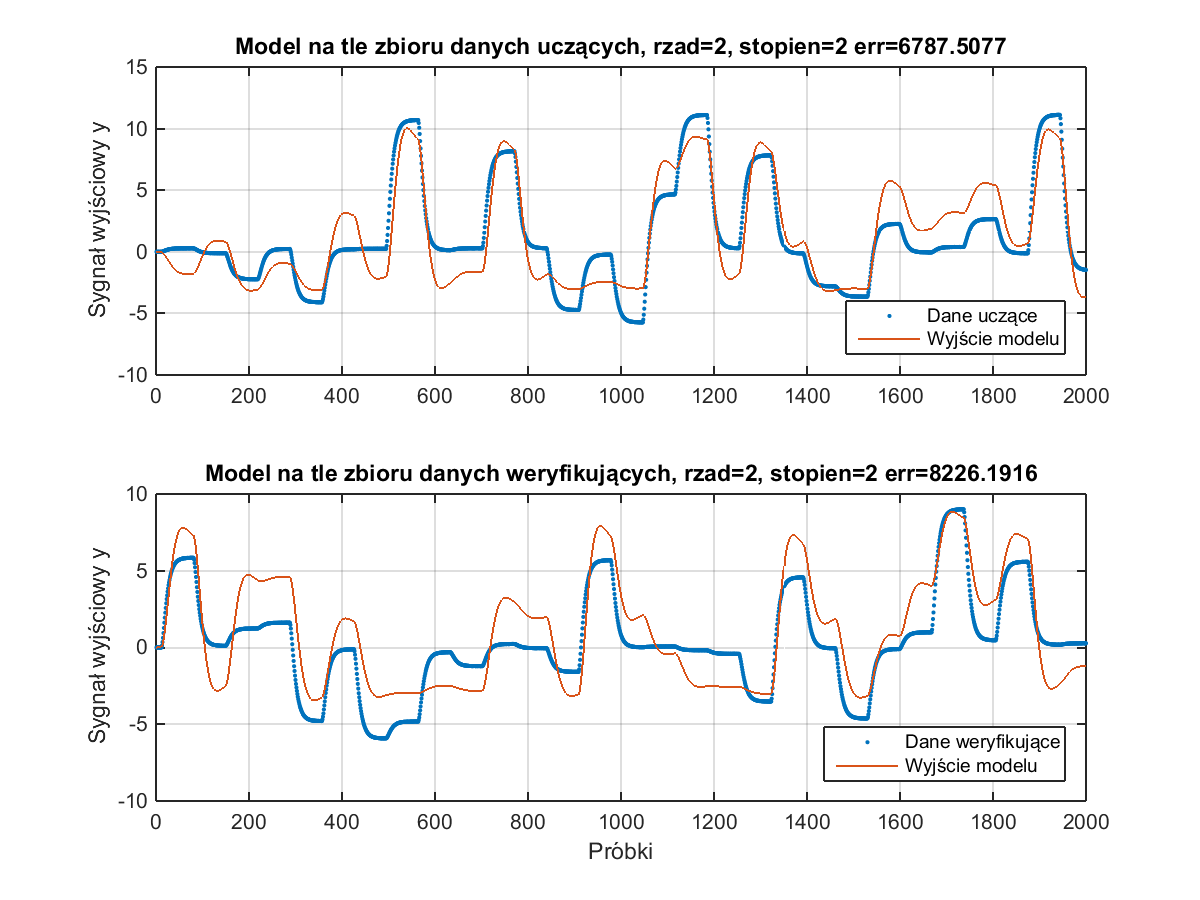 Model na tle zbioru danych uczących, rzad=2, stopien=2 err=6787.5077
15
10
5
0
-5
-10
Sygnał wyjściowy y
0 200 400 600 800 1000 1200 1400 1600 1800 2000
Dane uczące
Wyjście modelu
Model na tle zbioru danych weryfikujących, rzad=2, stopien=2 err=8226.1916
10
5
0
-5
-10
Sygnał wyjściowy y
0 200 400 600 800 1000 1200 1400 1600 1800 2000
Dane weryfikujące
Wyjście modelu
Próbki